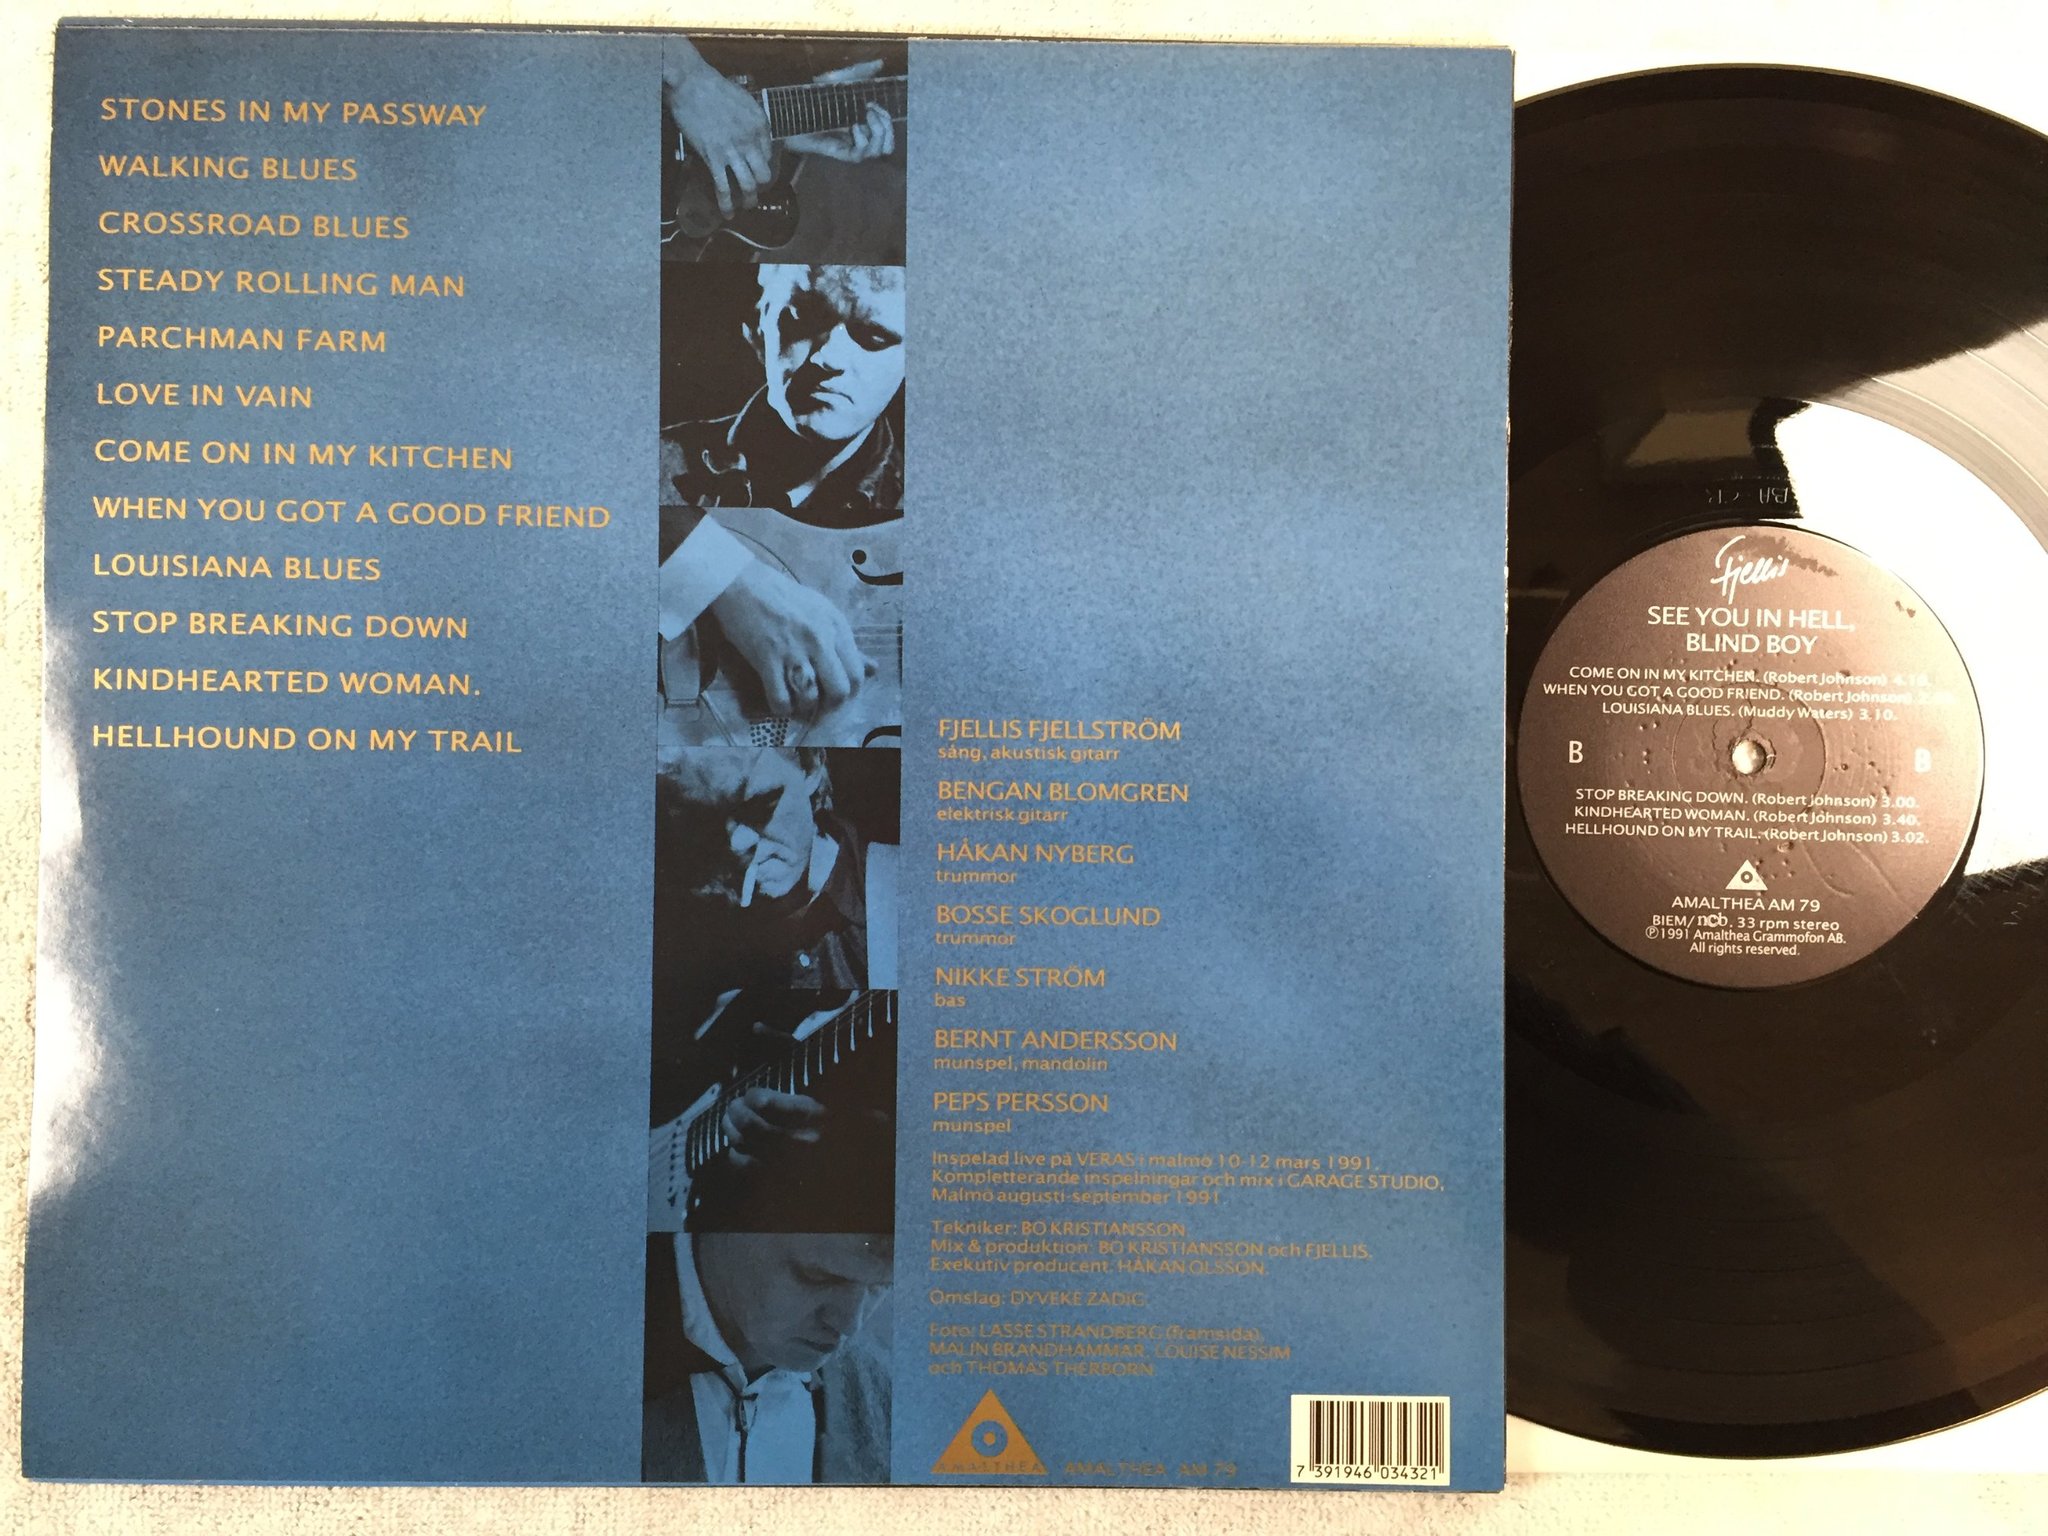 STONES IN MY PASSWAY
WALKING BLUES
CROSSROAD BLUES
STEADY ROLLING MAN
PARCHMAN FARM
LOVE IN VAIN
COME ON IN MY KITCHEN
WHEN YOU GOT A GOOD FRIEND
LOUISIANA BLUES
STOP BREAKING DOWN
KINDHEARTED WOMAN.
HELLHOUND ON MY TRAIL
FJELLIS FJELLSTRÖM
sång, akustisk gitarr
BENGAN BLOMGREN
elektrisk gitarr
HÅKAN NYBERG
trummor
BOSSE SKOGLUND
trummor
NIKKE STRÖM
bas
BERNT ANDERSSON
munspel, mandolin
PEPS PERSSON
munspel
Inspelad live på VERAS i malmö 10-12 mars 1991.
Kompletterande inspelningar och mix i GARAGE STUDIO,
Malmö augusti-september 1991.
Tekniker: BO KRISTIANSSON
Mix & produktion: BO KRISTIANSSON och FJELLIS.
Exekutiv producent. HÅKAN OLSSON.
Omslag: DYVEKE ZADIG.
Foto: LASSE STRANDBERG (framsida),
MALIN BRANDHAMMAR, LOUISE NESSIM
och THOMAS THERBORN.
AMALTHEA
AMALTHEA AM 79
7 391946 034321
Fjellis
SEE YOU IN HELL,
BLIND BOY
COME ON IN MY KITCHEN. (Robert Johnson)
WHEN YOU GOT A GOOD FRIEND. (Robert Johnson)
LOUISIANA BLUES. (Muddy Waters) 3.10.
B B
STOP BREAKING DOWN. (Robert Johnson) 3.00.
KINDHEARTED WOMAN. (Robert Johnson) 3.40.
HELLHOUND ON MY TRAIL. (Robert Johnson) 3.02.
AMALTHEA AM 79
BIEM/ncb. 33 rpm stereo
℗1991 Amalthea Grammofon AB.
All rights reserved.